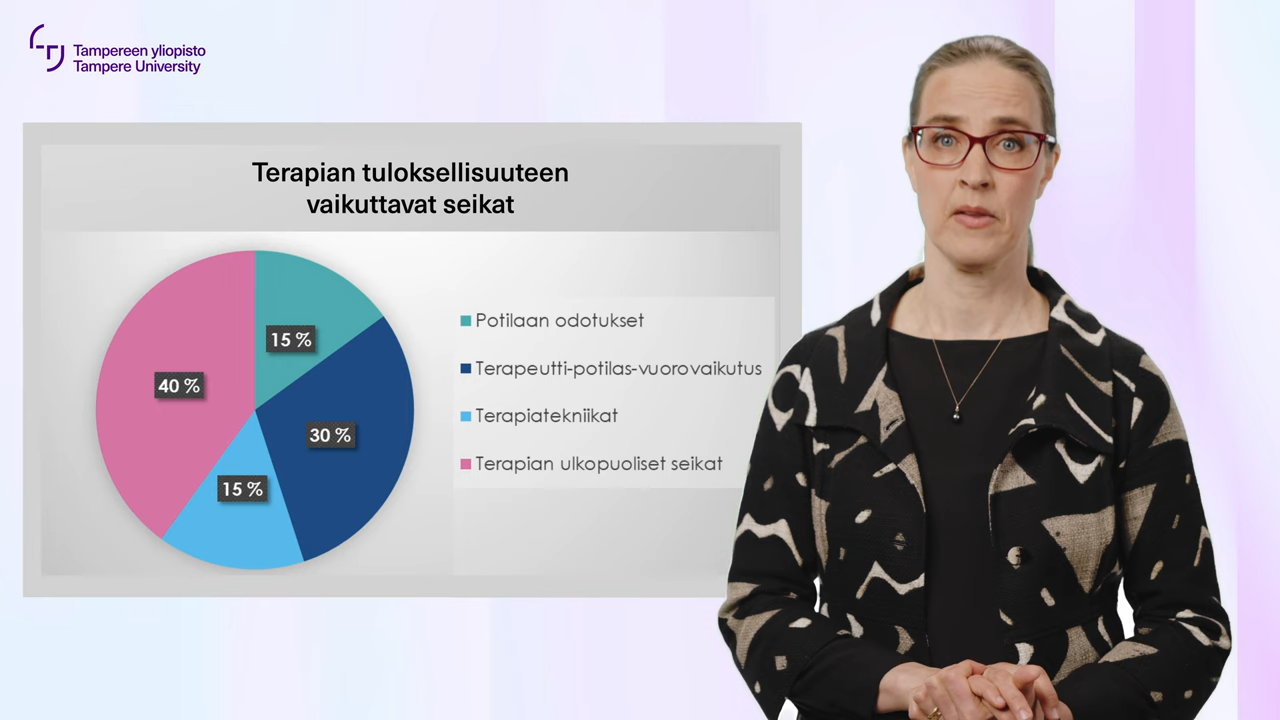 Tampereen yliopisto
Tampere University
Terapian tuloksellisuuteen
vaikuttavat seikat
15 %
40 %
30 %
15 %
Potilaan odotukset
Terapeutti-potilas-vuorovaikutus
Terapiatekniikat
Terapian ulkopuoliset seikat